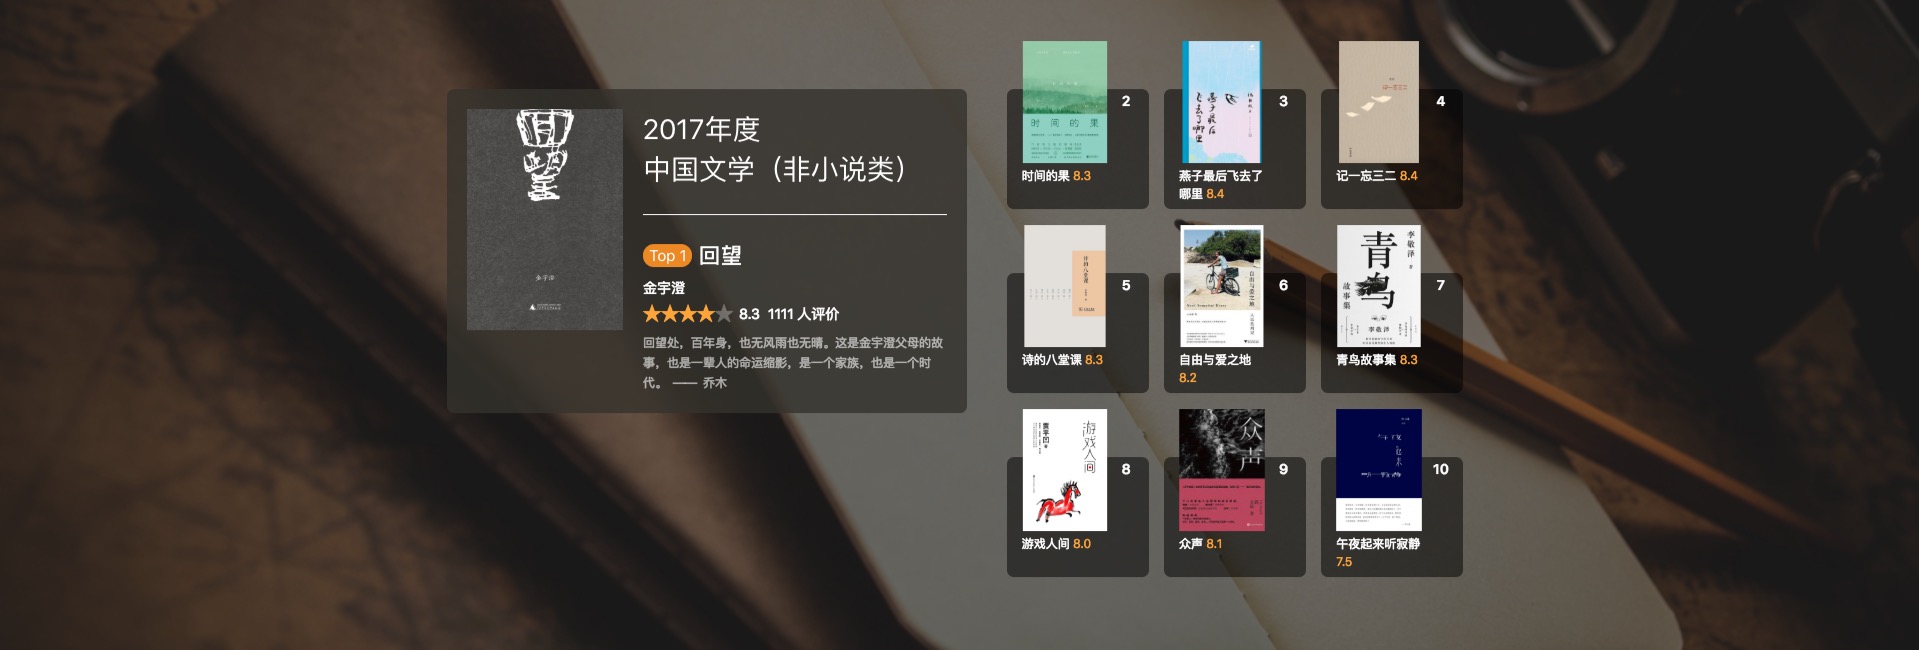 回望
金宇澄
2017年度
中国文学（非小说类）
Top 1 回望
金宇澄
8.3 1111 人评价
回望处，百年身，也无风雨也无晴。这是金宇澄父母的故
事，也是一辈人的命运缩影，是一个家族，也是一个时
代。 —— 乔木
时间的果
2
时间的果 8.3
燕子最后飞去了哪里
3
燕子最后飞去了
哪里 8.4
记一忘三二
4
记一忘三二 8.4
诗的八堂课
5
诗的八堂课 8.3
自由与爱之地
6
自由与爱之地
8.2
青鸟
故事集
李敬泽
李敬泽
7
青鸟故事集 8.3
游戏人间
贾平凹
8
游戏人间 8.0
众声
9
众声 8.1
10
午夜起来听寂静
7.5